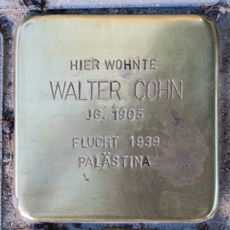 HIER WOHNTE
WALTER COHN
JG. 1905
FLUCHT 1939
PALÄSTINA